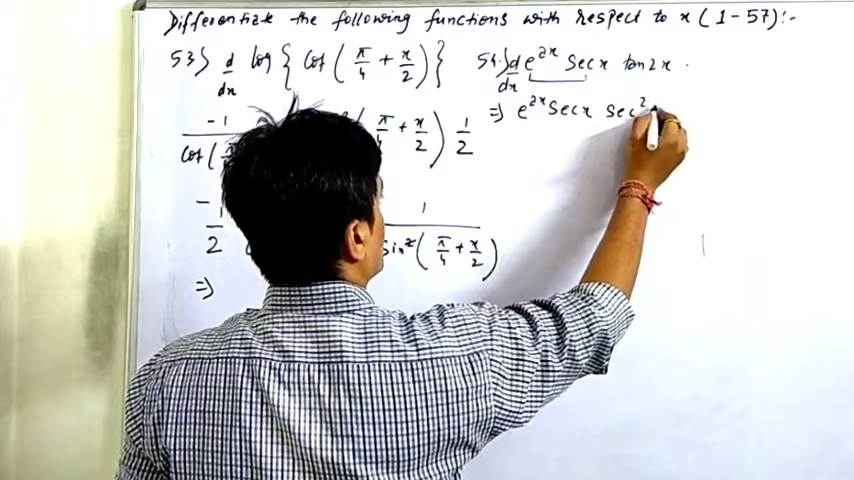 Differentiate the following functions with respect to x (1-57):-
53) d/dx log { cot ( π/4 + x/2 ) }
-1/cot ( π/4 + x/2 ) 1/2
-1/2 1/sin² ( π/4 + x/2 )
=>
54.) d/dx e^2x secx tan2x .
=> e^2x secx sec²